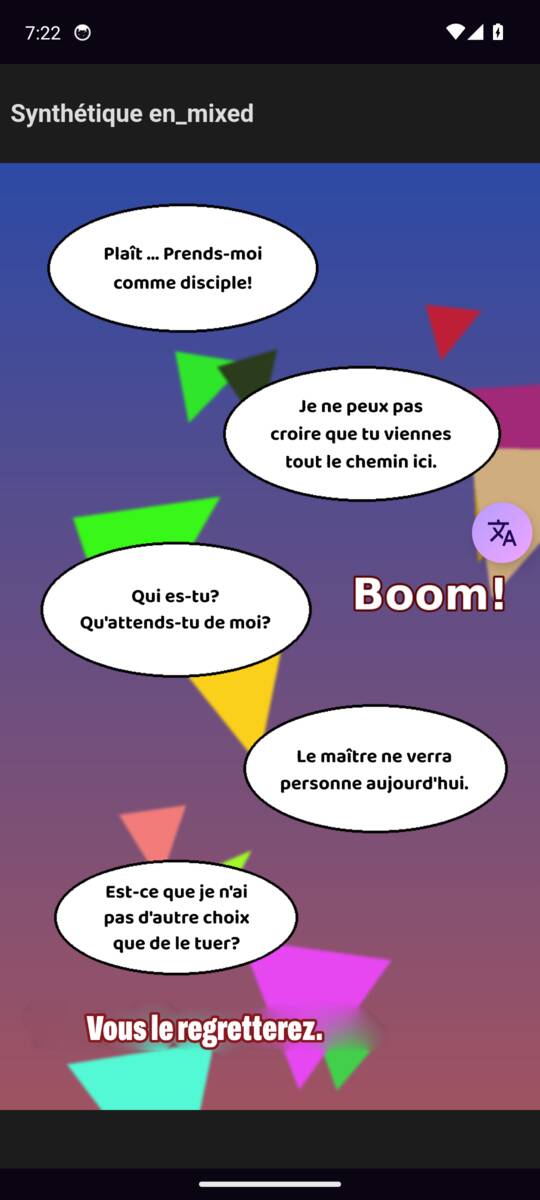 7:22
Synthétique en_mixed
Plaît ... Prends-moi
comme disciple!
Je ne peux pas
croire que tu viennes
tout le chemin ici.
Qui es-tu?
Qu'attends-tu de moi?
Boom!
Le maître ne verra
personne aujourd'hui.
Est-ce que je n'ai
pas d'autre choix
que de le tuer?
Vous le regretterez.